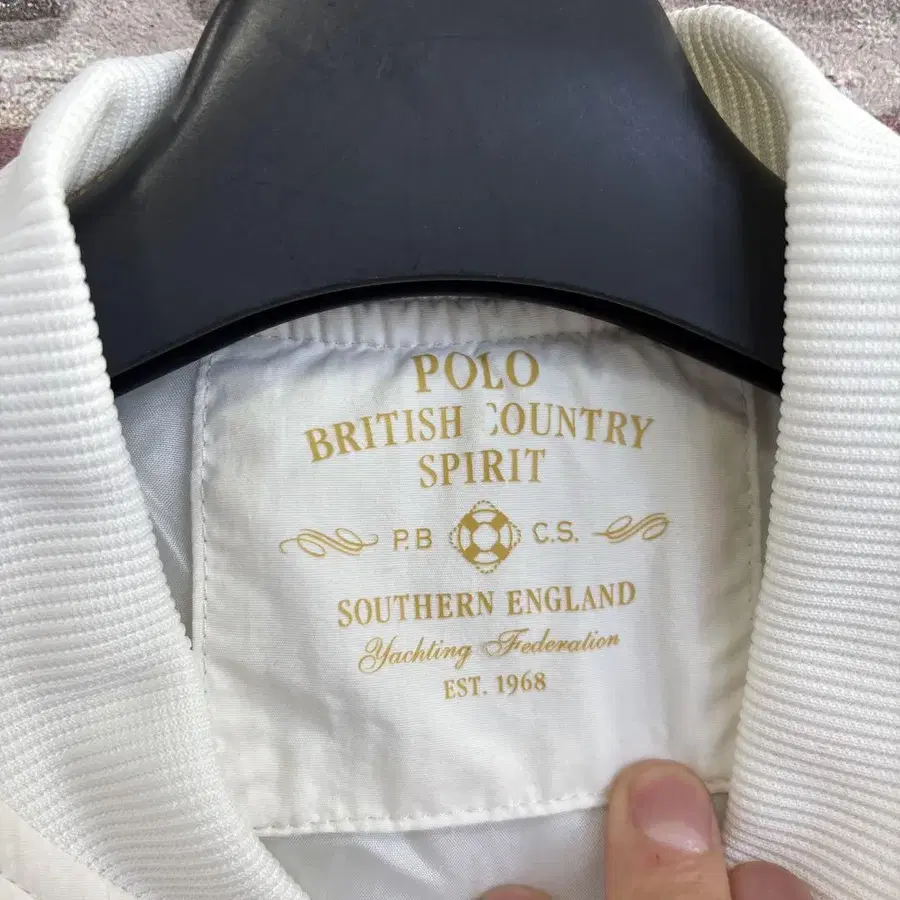 POLO
BRITISH COUNTRY
SPIRIT
P.B C.S.
SOUTHERN ENGLAND
Yachting Federation
EST. 1968